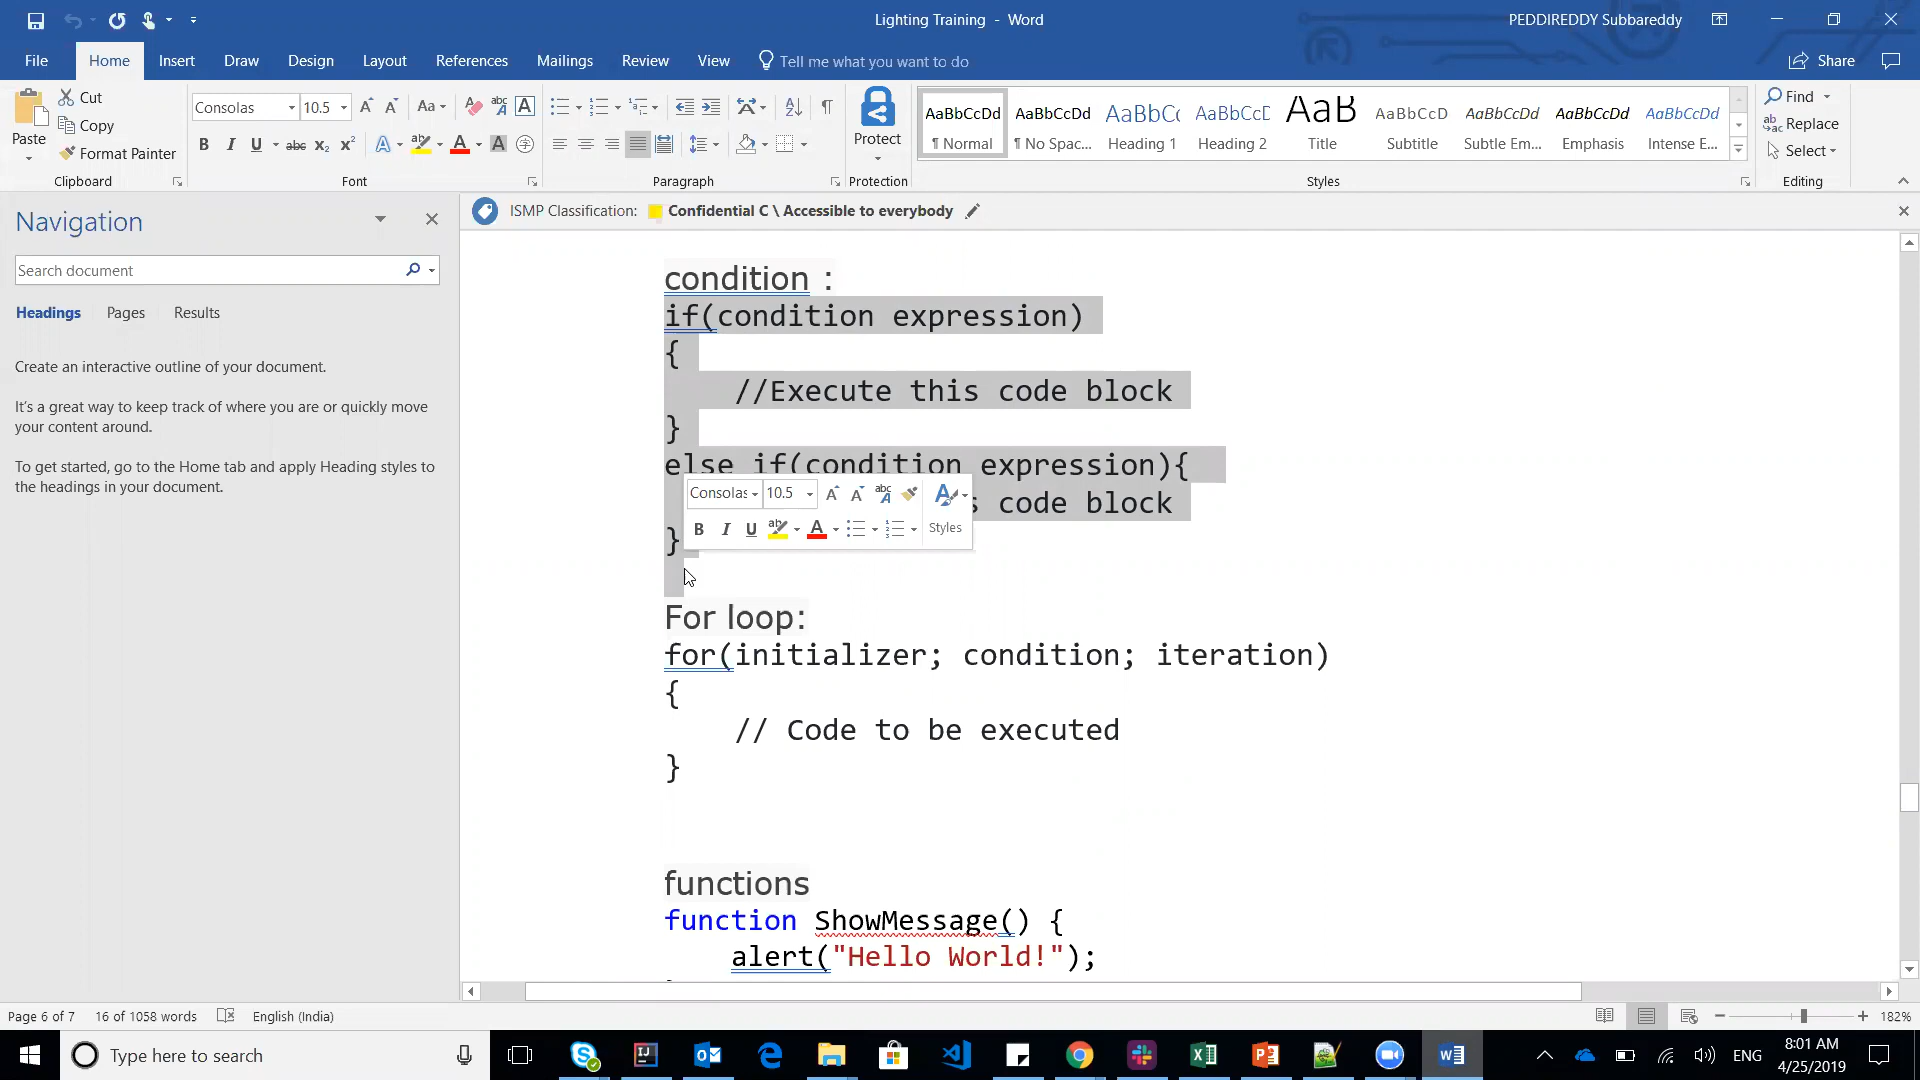 Lighting Training - Word
PEDDIREDDY Subbareddy
File Home Insert Draw Design Layout References Mailings Review View Tell me what you want to do
Share
Paste
Cut
Copy
Format Painter
Clipboard
Consolas 10.5
Font
Paragraph
Protect
Protection
AaBbCcDd AaBbCcDd AaBbCc AaBbCcD AaB AaBbCcD AaBbCcDd AaBbCcDd AaBbCcDd
¶ Normal ¶ No Spac... Heading 1 Heading 2 Title Subtitle Subtle Em... Emphasis Intense E...
Styles
Find
Replace
Select
Editing
Navigation
Search document
Headings Pages Results
Create an interactive outline of your document.
It's a great way to keep track of where you are or quickly move
your content around.
To get started, go to the Home tab and apply Heading styles to
the headings in your document.
ISMP Classification: Confidential C \ Accessible to everybody
condition :
if(condition expression)
{
//Execute this code block
}
else if(condition expression){
code block
}
Consolas 10.5
B I U Styles
For loop:
for(initializer; condition; iteration)
{
// Code to be executed
}
functions
function ShowMessage() {
alert("Hello World!");
Page 6 of 7 16 of 1058 words English (India)
182%
Type here to search
ENG
8:01 AM
4/25/2019